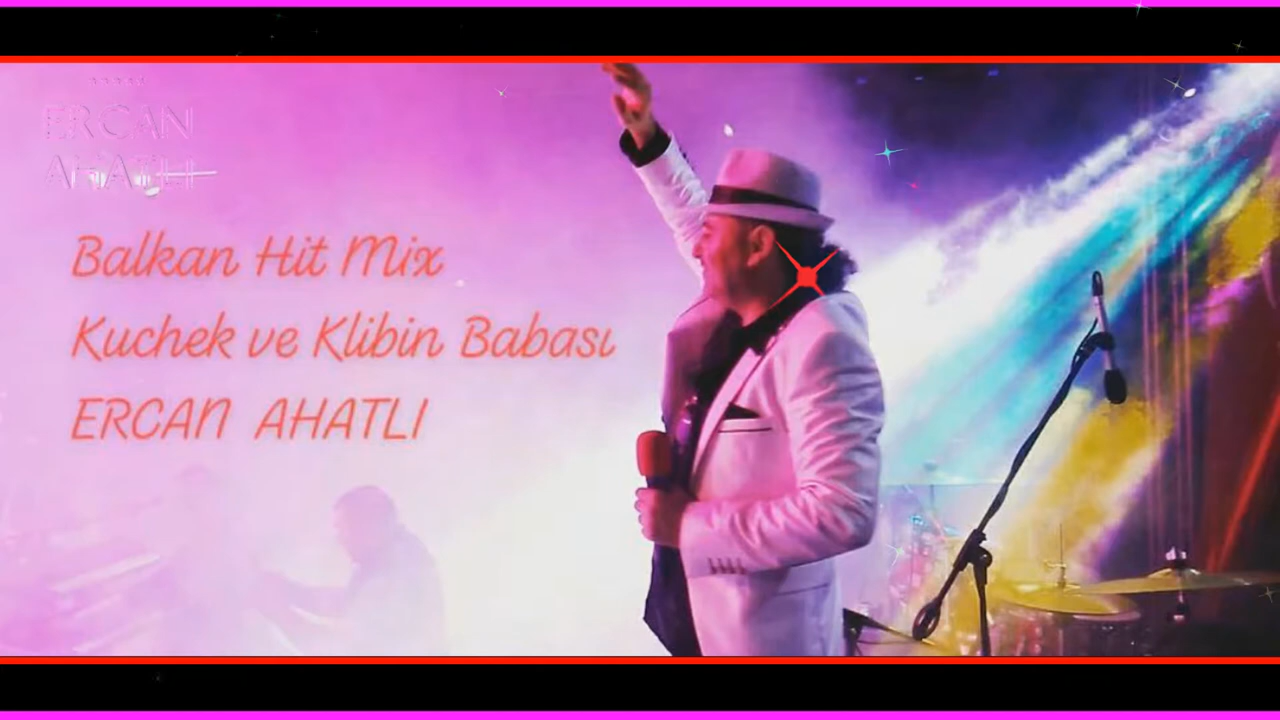 ERCAN
AHATLI
Balkan Hit Mix
Kuchek ve Klibin Babası
ERCAN AHATLI